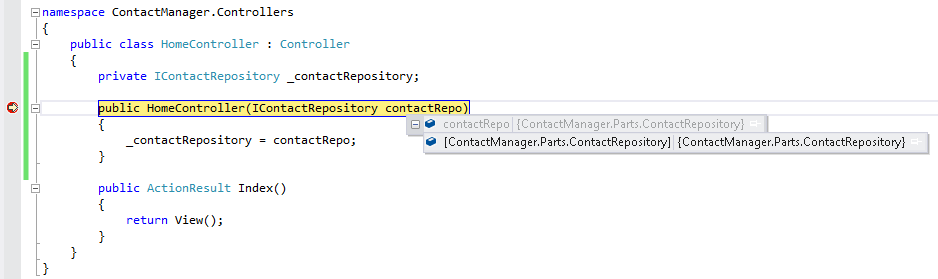 namespace ContactManager.Controllers
{
public class HomeController : Controller
{
private IContactRepository _contactRepository;
public HomeController(IContactRepository contactRepo)
{
contactRepo {ContactManager.Parts.ContactRepository}
_contactRepository = contactRepo;
[ContactManager.Parts.ContactRepository] {ContactManager.Parts.ContactRepository}
}
public ActionResult Index()
{
return View();
}
}
}